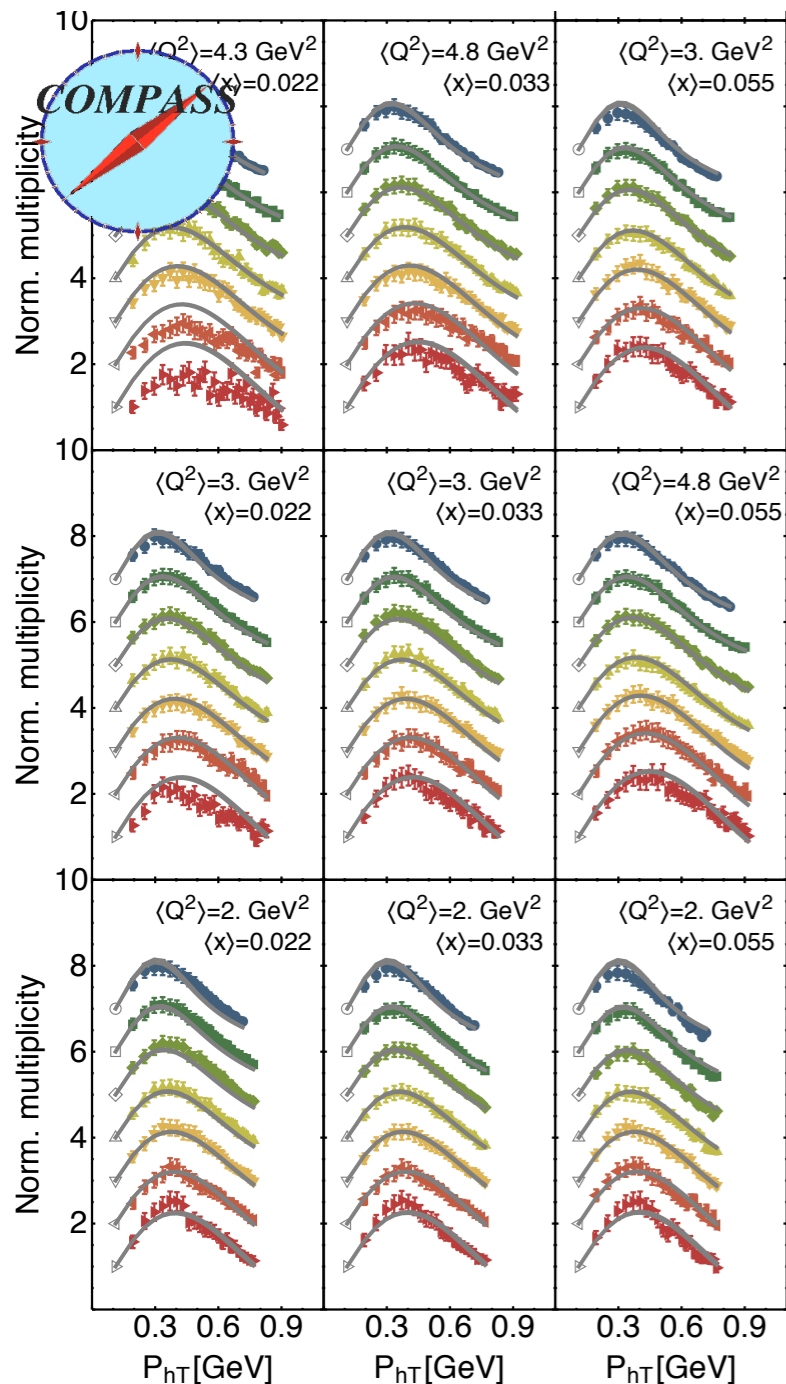 10
⟨Q²⟩=4.3 GeV²
⟨x⟩=0.022
COMPASS
⟨Q²⟩=4.8 GeV²
⟨x⟩=0.033
⟨Q²⟩=3. GeV²
⟨x⟩=0.055
Norm. multiplicity
4
2
10
⟨Q²⟩=3. GeV²
⟨x⟩=0.022
⟨Q²⟩=3. GeV²
⟨x⟩=0.033
⟨Q²⟩=4.8 GeV²
⟨x⟩=0.055
Norm. multiplicity
8
6
4
2
10
⟨Q²⟩=2. GeV²
⟨x⟩=0.022
⟨Q²⟩=2. GeV²
⟨x⟩=0.033
⟨Q²⟩=2. GeV²
⟨x⟩=0.055
Norm. multiplicity
8
6
4
2
0.3 0.6 0.9 0.3 0.6 0.9 0.3 0.6 0.9
P_hT[GeV] P_hT[GeV] P_hT[GeV]